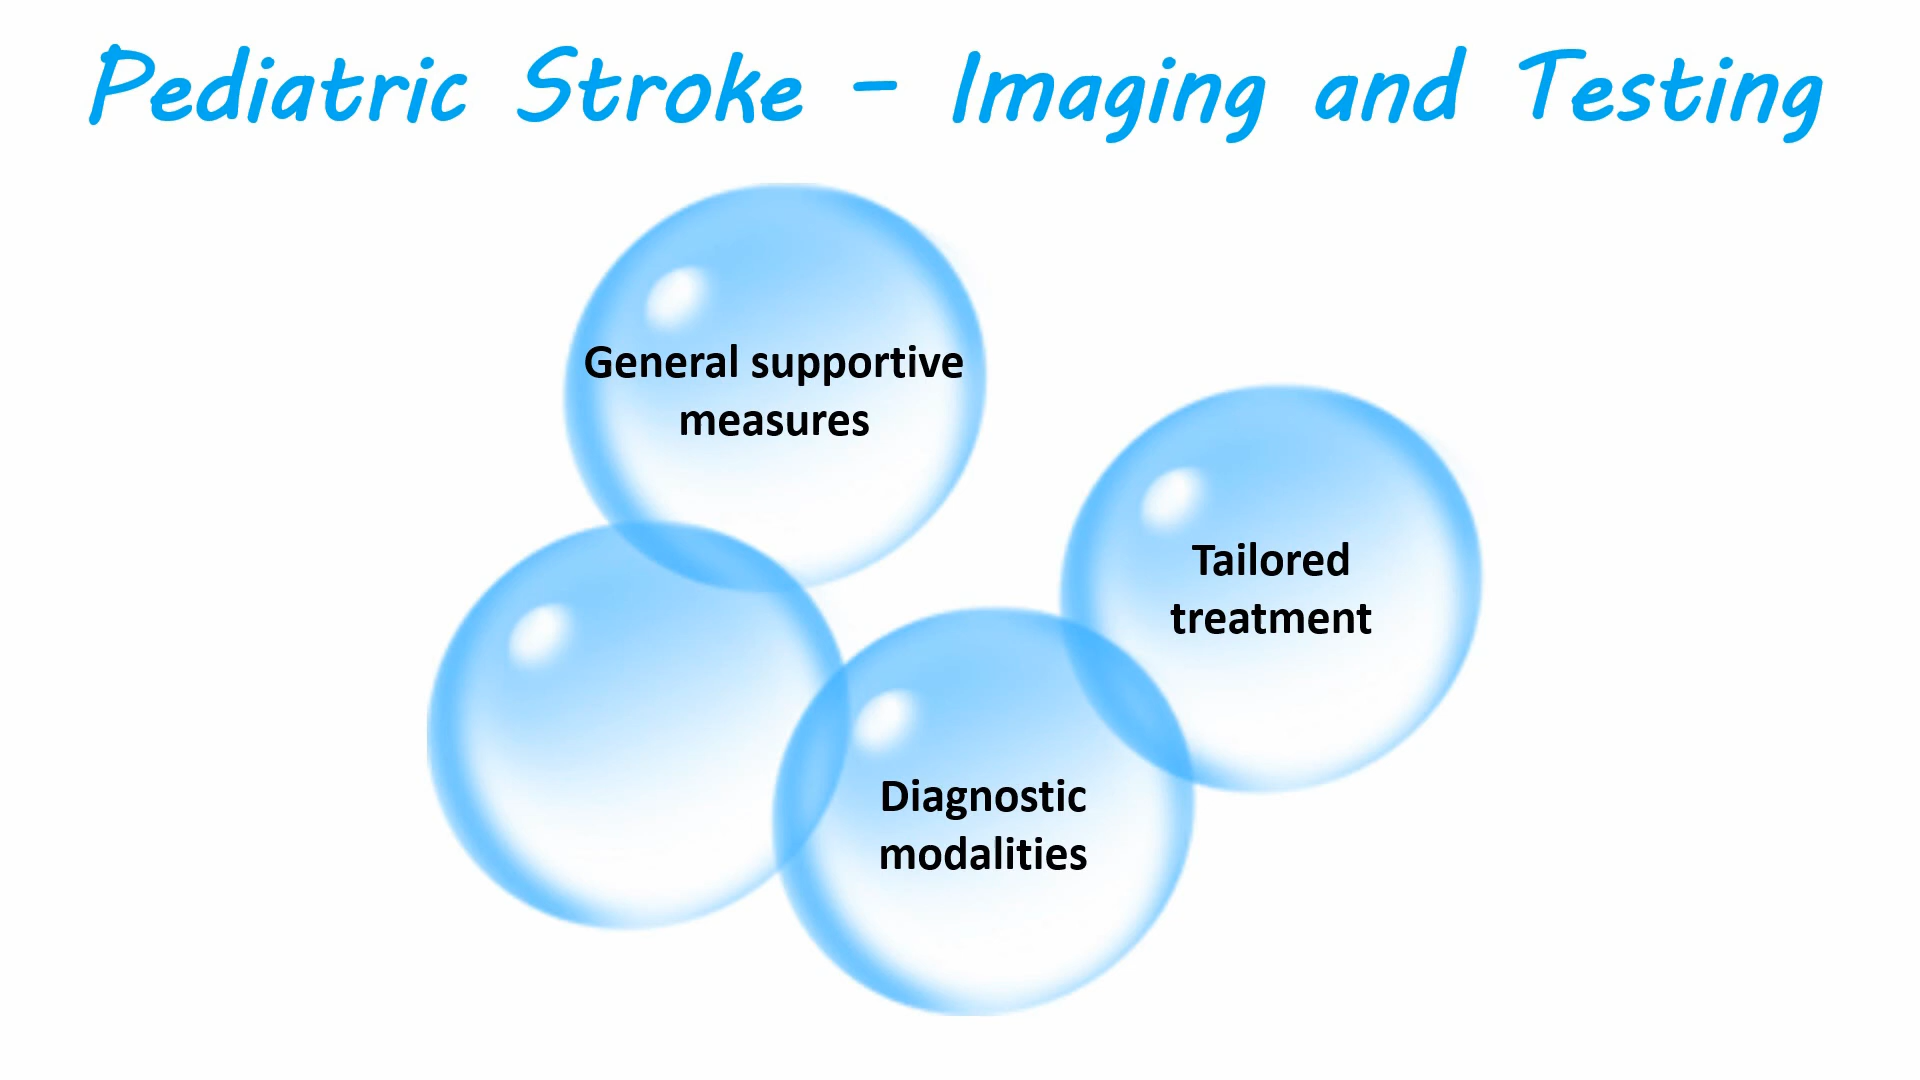 Pediatric Stroke - Imaging and Testing
General supportive
measures
Tailored
treatment
Diagnostic
modalities